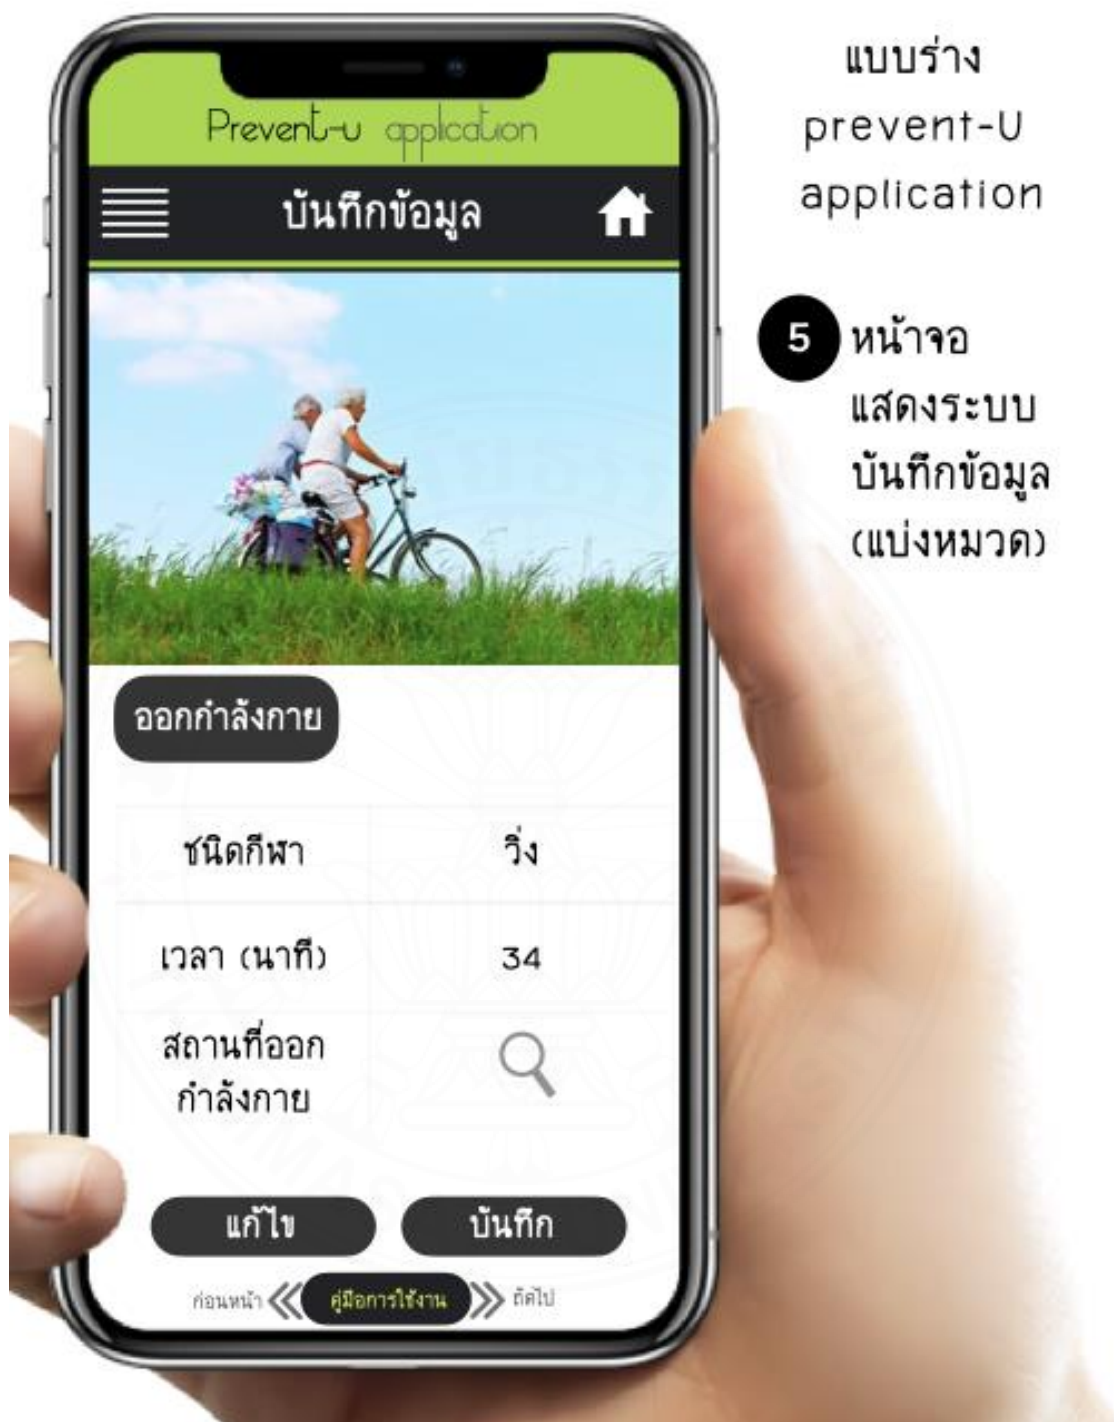 แบบร่าง
prevent-U
application
5 หน้าจอ
แสดงระบบ
บันทึกข้อมูล
(แบ่งหมวด)
Prevent-u application
บันทึกข้อมูล
ออกกำลังกาย
ชนิดกีฬา วิ่ง
เวลา (นาที) 34
สถานที่ออก
กำลังกาย
แก้ไข บันทึก
ก่อนหน้า คู่มือการใช้งาน ถัดไป